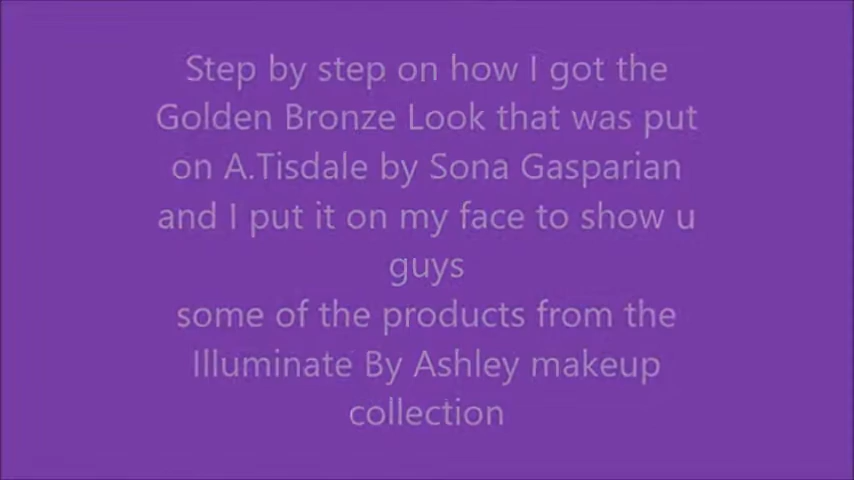 Step by step on how I got the
Golden Bronze Look that was put
on A.Tisdale by Sona Gasparian
and I put it on my face to show u
guys
some of the products from the
Illuminate By Ashley makeup
collection